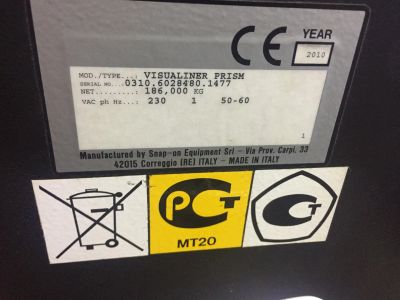 CE YEAR
2010
MOD./TYPE..: VISUALINER PRISM
SERIAL NO...: 0310.6028480.1477
NET........: 186,000 KG
VAC ph Hz...: 230 1 50-60
1
Manufactured by Snap-on Equipment Srl - Via Prov. Carpi, 33
42015 Correggio (RE) ITALY - MADE IN ITALY
PCT
MT20
CT